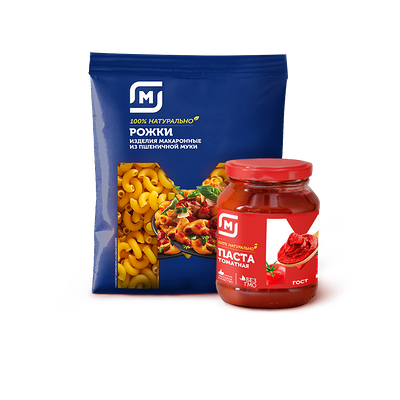 М
100% НАТУРАЛЬНО
РОЖКИ
ИЗДЕЛИЯ МАКАРОННЫЕ
ИЗ ПШЕНИЧНОЙ МУКИ
М
100% НАТУРАЛЬНО
ПАСТА
ТОМАТНАЯ
БЕЗ
ГМО
ГОСТ